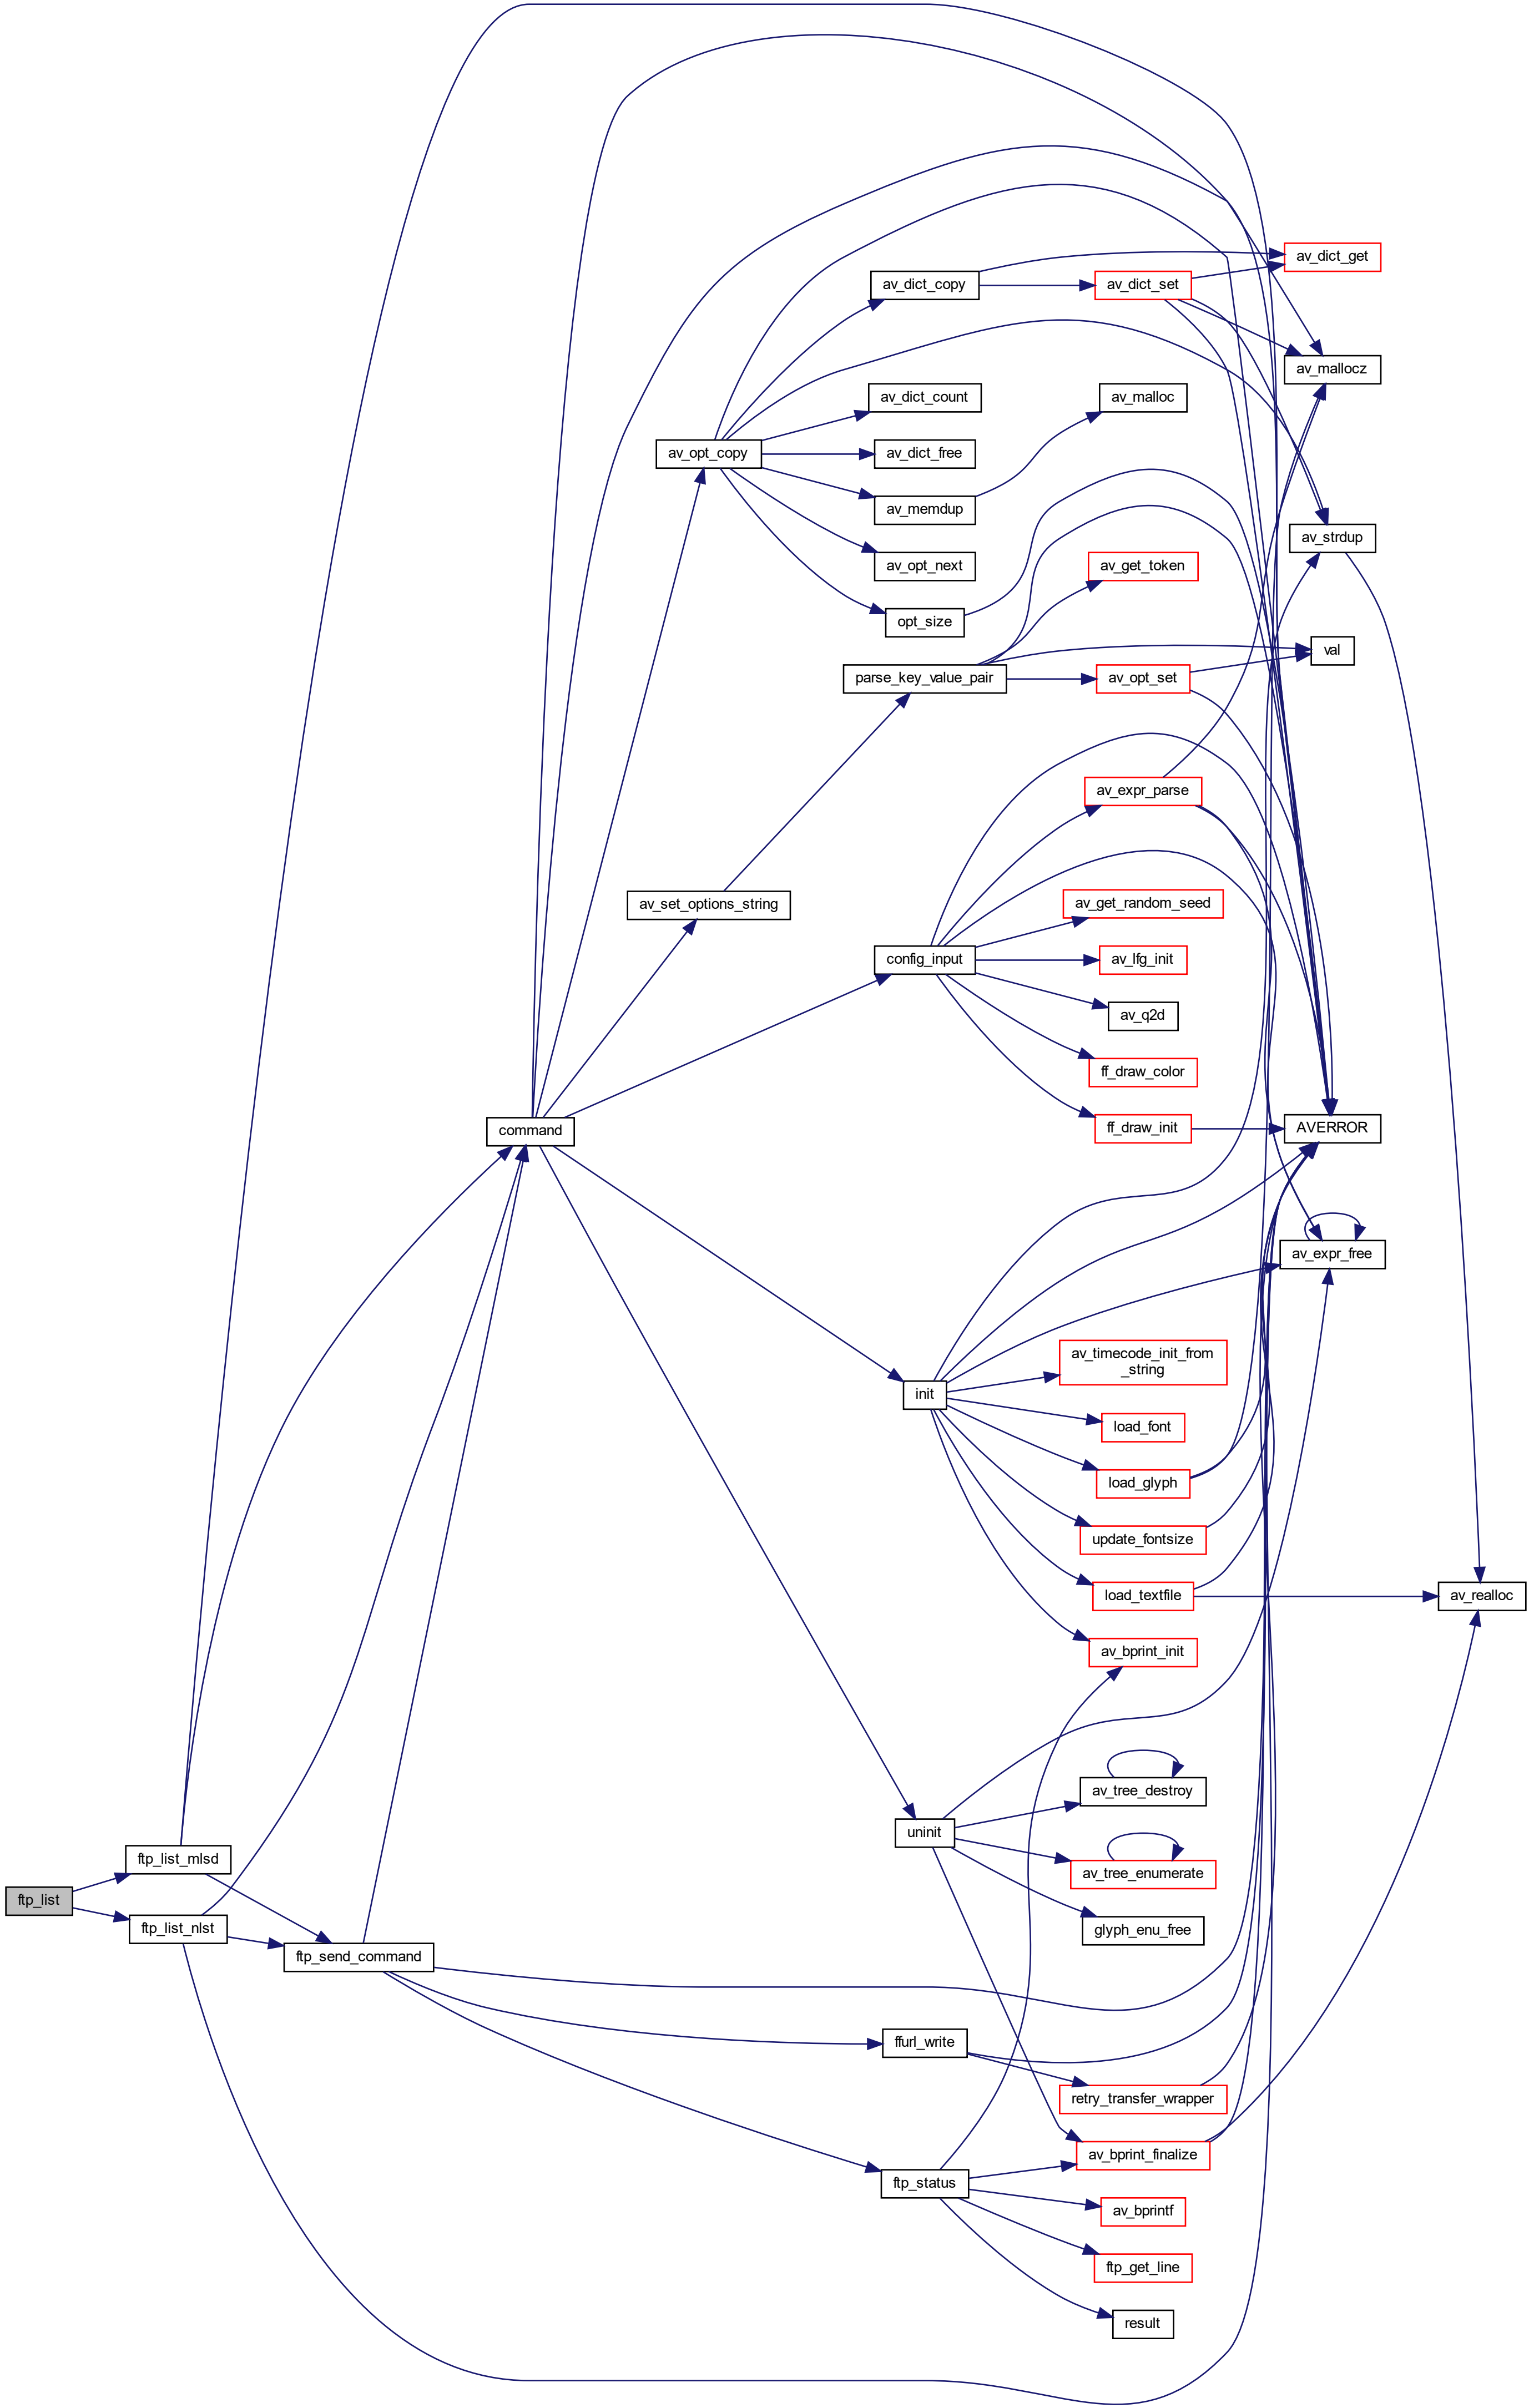 av_dict_get
av_dict_copy
av_dict_set
av_mallocz
av_dict_count
av_malloc
av_opt_copy
av_dict_free
av_memdup
av_strdup
av_opt_next
av_get_token
opt_size
val
parse_key_value_pair
av_opt_set
av_expr_parse
av_set_options_string
av_get_random_seed
config_input
av_lfg_init
av_q2d
ff_draw_color
command
ff_draw_init
AVERROR
av_expr_free
av_timecode_init_from
_string
init
load_font
load_glyph
update_fontsize
load_textfile
av_realloc
av_bprint_init
av_tree_destroy
uninit
ftp_list_mlsd
av_tree_enumerate
ftp_list
ftp_list_nlst
glyph_enu_free
ftp_send_command
ffurl_write
retry_transfer_wrapper
av_bprint_finalize
ftp_status
av_bprintf
ftp_get_line
result